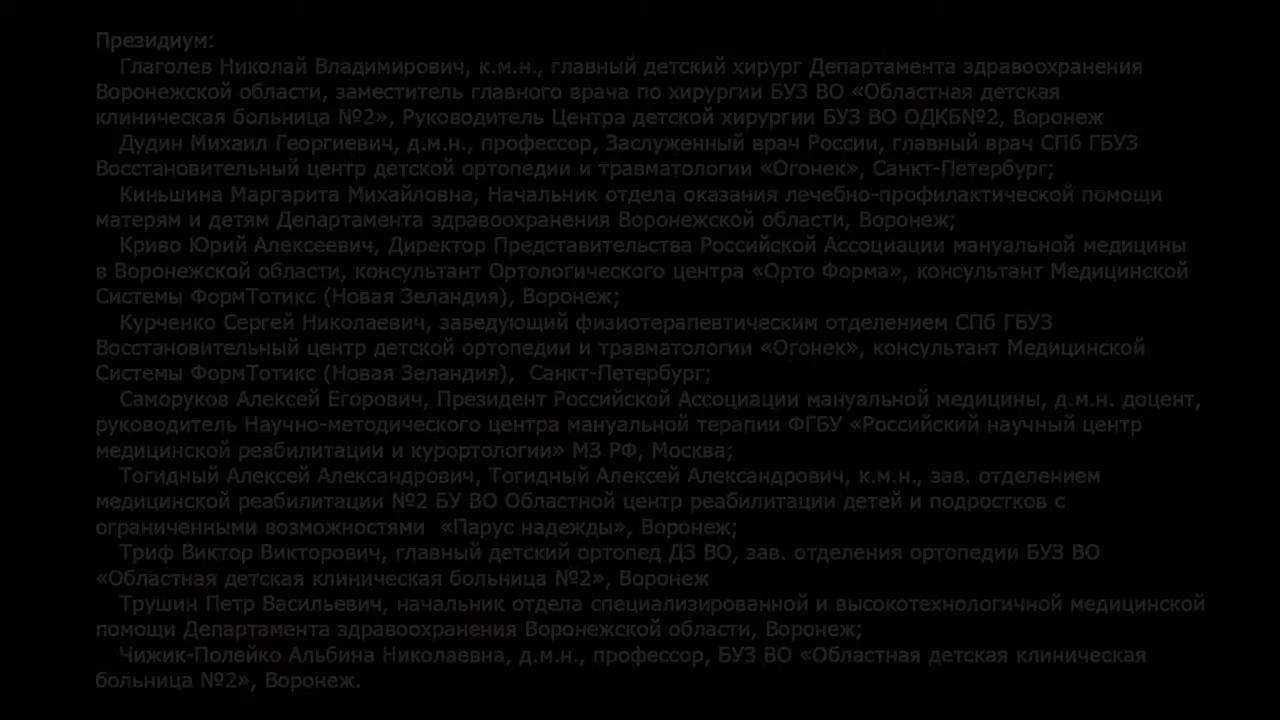 Президиум:
Глаголев Николай Владимирович, к.м.н., главный детский хирург Департамента здравоохранения
Воронежской области, заместитель главного врача по хирургии БУЗ ВО «Областная детская
клиническая больница №2», Руководитель Центра детской хирургии БУЗ ВО ОДКБ№2, Воронеж
Дудин Михаил Георгиевич, д.м.н., профессор, Заслуженный врач России, главный врач СПб ГБУЗ
Восстановительный центр детской ортопедии и травматологии «Огонек», Санкт-Петербург;
Киньшина Маргарита Михайловна, Начальник отдела оказания лечебно-профилактической помощи
матерям и детям Департамента здравоохранения Воронежской области, Воронеж;
Криво Юрий Алексеевич, Директор Представительства Российской Ассоциации мануальной медицины
в Воронежской области, консультант Ортологического центра «Орто Форма», консультант Медицинской
Системы ФормТотикс (Новая Зеландия), Воронеж;
Курченко Сергей Николаевич, заведующий физиотерапевтическим отделением СПб ГБУЗ
Восстановительный центр детской ортопедии и травматологии «Огонек», консультант Медицинской
Системы ФормТотикс (Новая Зеландия),  Санкт-Петербург;
Саморуков Алексей Егорович, Президент Российской Ассоциации мануальной медицины, д.м.н. доцент,
руководитель Научно-методического центра мануальной терапии ФГБУ «Российский научный центр
медицинской реабилитации и курортологии» МЗ РФ, Москва;
Тогидный Алексей Александрович, Тогидный Алексей Александрович, к.м.н., зав. отделением
медицинской реабилитации №2 БУ ВО Областной центр реабилитации детей и подростков с
ограниченными возможностями  «Парус надежды», Воронеж;
Триф Виктор Викторович, главный детский ортопед ДЗ ВО, зав. отделения ортопедии БУЗ ВО
«Областная детская клиническая больница №2», Воронеж
Трушин Петр Васильевич, начальник отдела специализированной и высокотехнологичной медицинской
помощи Департамента здравоохранения Воронежской области, Воронеж;
Чижик-Полейко Альбина Николаевна, д.м.н., профессор, БУЗ ВО «Областная детская клиническая
больница №2», Воронеж.